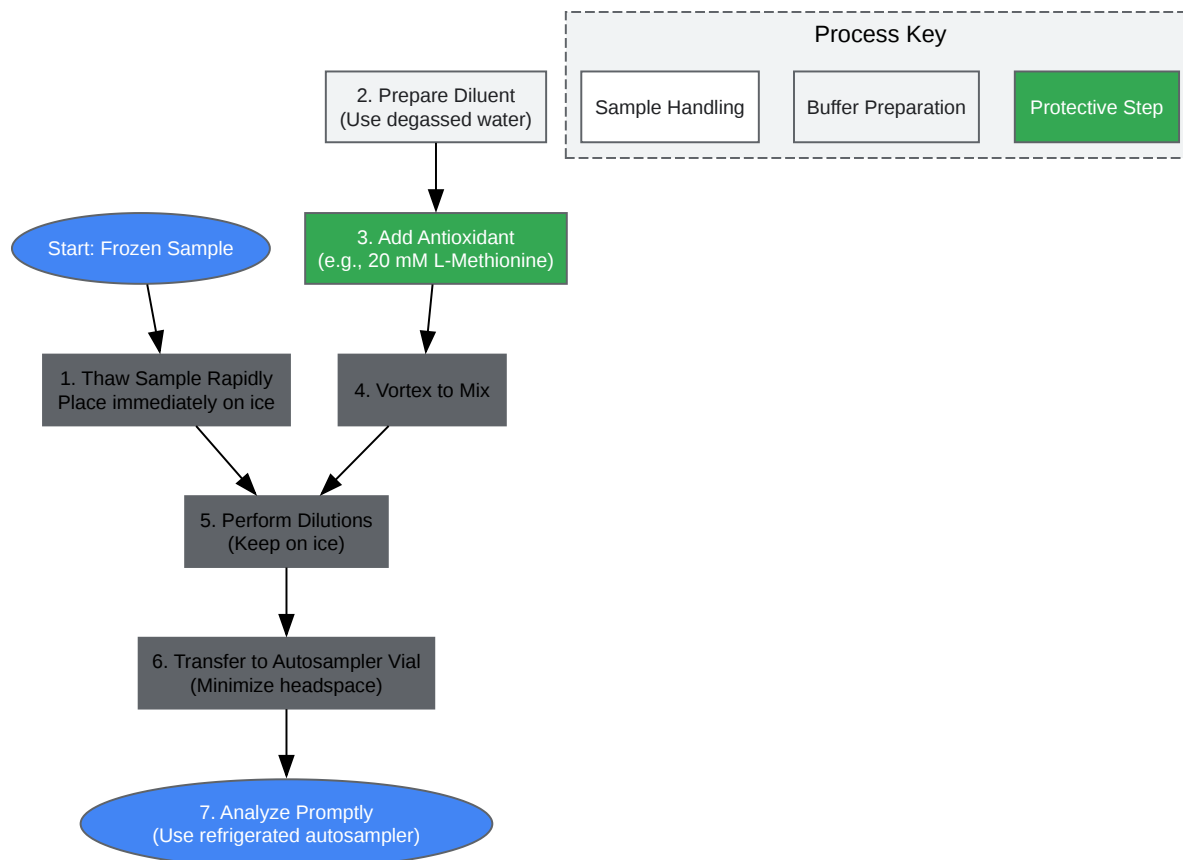 Process Key
Sample Handling
Buffer Preparation
Protective Step
2. Prepare Diluent
(Use degassed water)
Start: Frozen Sample
3. Add Antioxidant
(e.g., 20 mM L-Methionine)
1. Thaw Sample Rapidly
Place immediately on ice
4. Vortex to Mix
5. Perform Dilutions
(Keep on ice)
6. Transfer to Autosampler Vial
(Minimize headspace)
7. Analyze Promptly
(Use refrigerated autosampler)